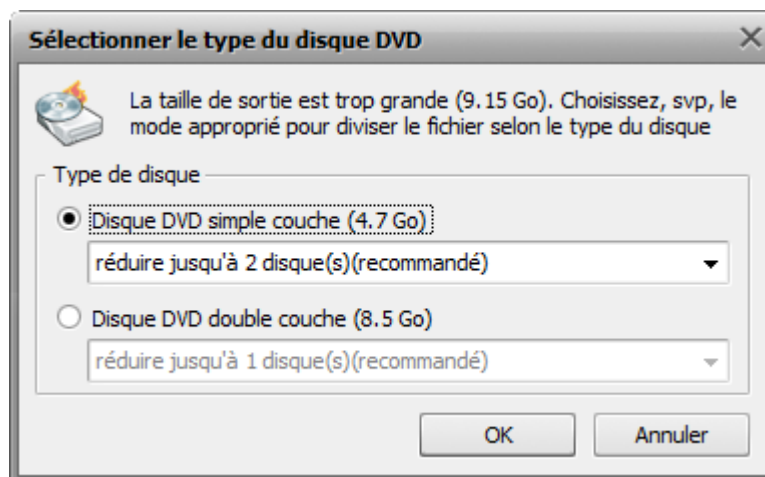 Sélectionner le type du disque DVD
La taille de sortie est trop grande (9.15 Go). Choisissez, svp, le
mode approprié pour diviser le fichier selon le type du disque
Type de disque
Disque DVD simple couche (4.7 Go)
réduire jusqu'à 2 disque(s)(recommandé)
Disque DVD double couche (8.5 Go)
réduire jusqu'à 1 disque(s)(recommandé)
OK
Annuler